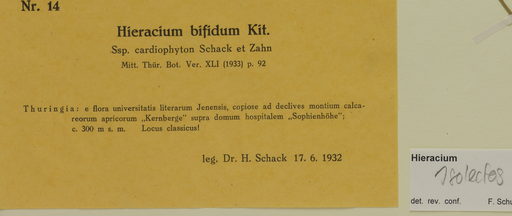 Nr. 14
Hieracium bifidum Kit.
Ssp. cardiophyton Schack et Zahn
Mitt. Thür. Bot. Ver. XLI (1933) p. 92
Thuringia: e flora universitatis literarum Jenensis, copiore ad declives montium calca-
reorum apricorum „Kernberge" supra domum hospitalem „Sophienhöhe";
c. 300 m s. m. Locus classicus!
leg. Dr. H. Schack 17. 6. 1932
Hieracium
det. rev. conf. F. Schu